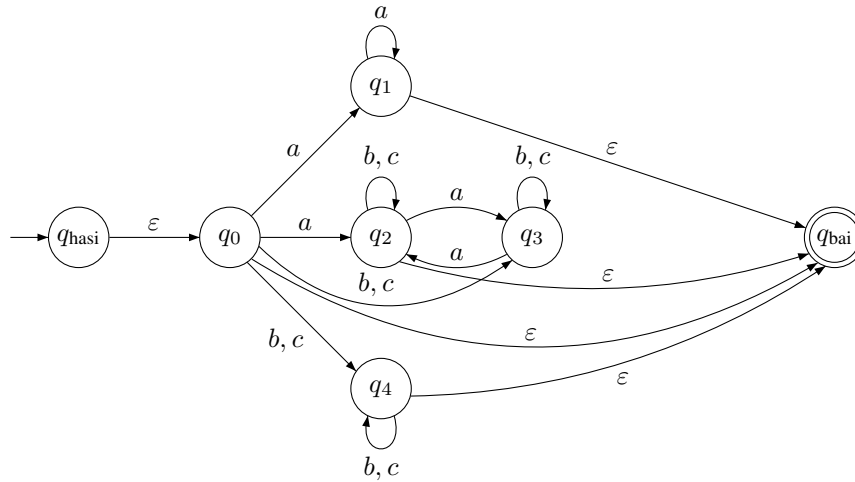 a
q₁
a
ε
b, c
b, c
q_hasi
ε
q₀
a
q₂
a
q₃
a
q_bai
b, c
ε
ε
b, c
q₄
ε
b, c